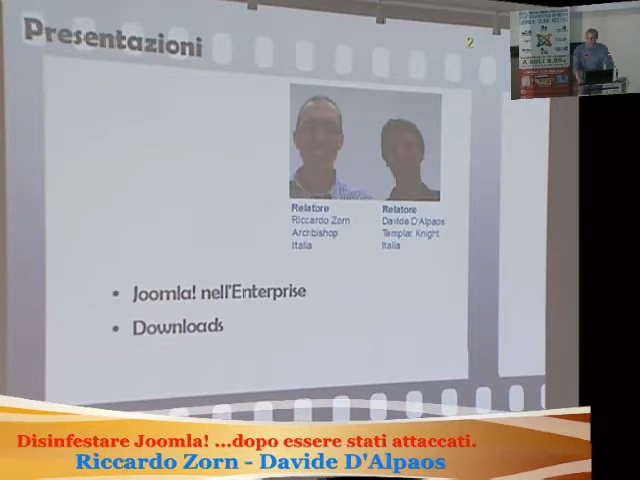 Presentazioni
2
Relatore
Riccardo Zorn
Archbishop
Italia
Relatore
Davide D'Alpaos
Templar Knight
Italia
• Joomla! nell'Enterprise
• Downloads
Disinfestare Joomla! ...dopo essere stati attaccati.
Riccardo Zorn - Davide D'Alpaos